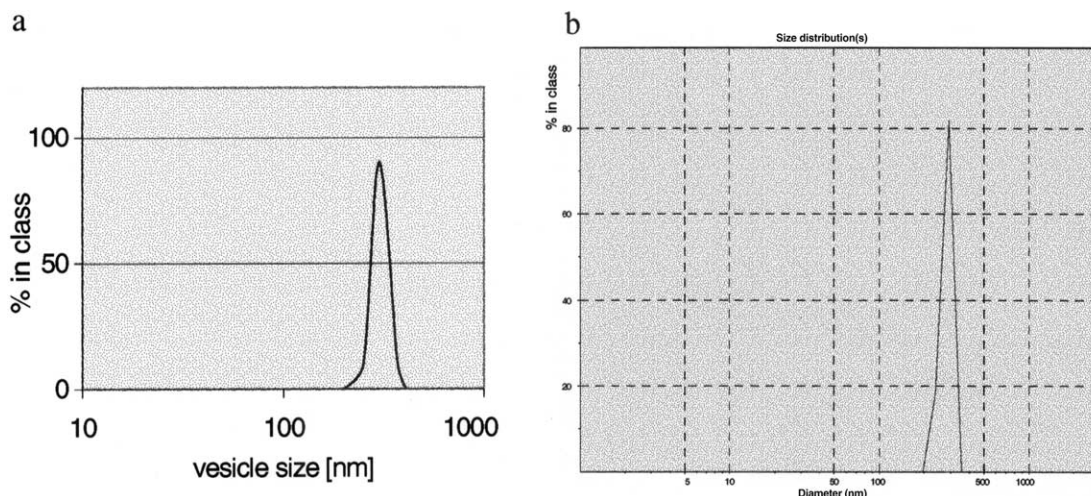 a
% in class
100
50
0
10 100 1000
vesicle size [nm]
b
Size distribution(s)
% in class
80
60
40
20
5 10 50 100 500 1000
Diameter (nm)